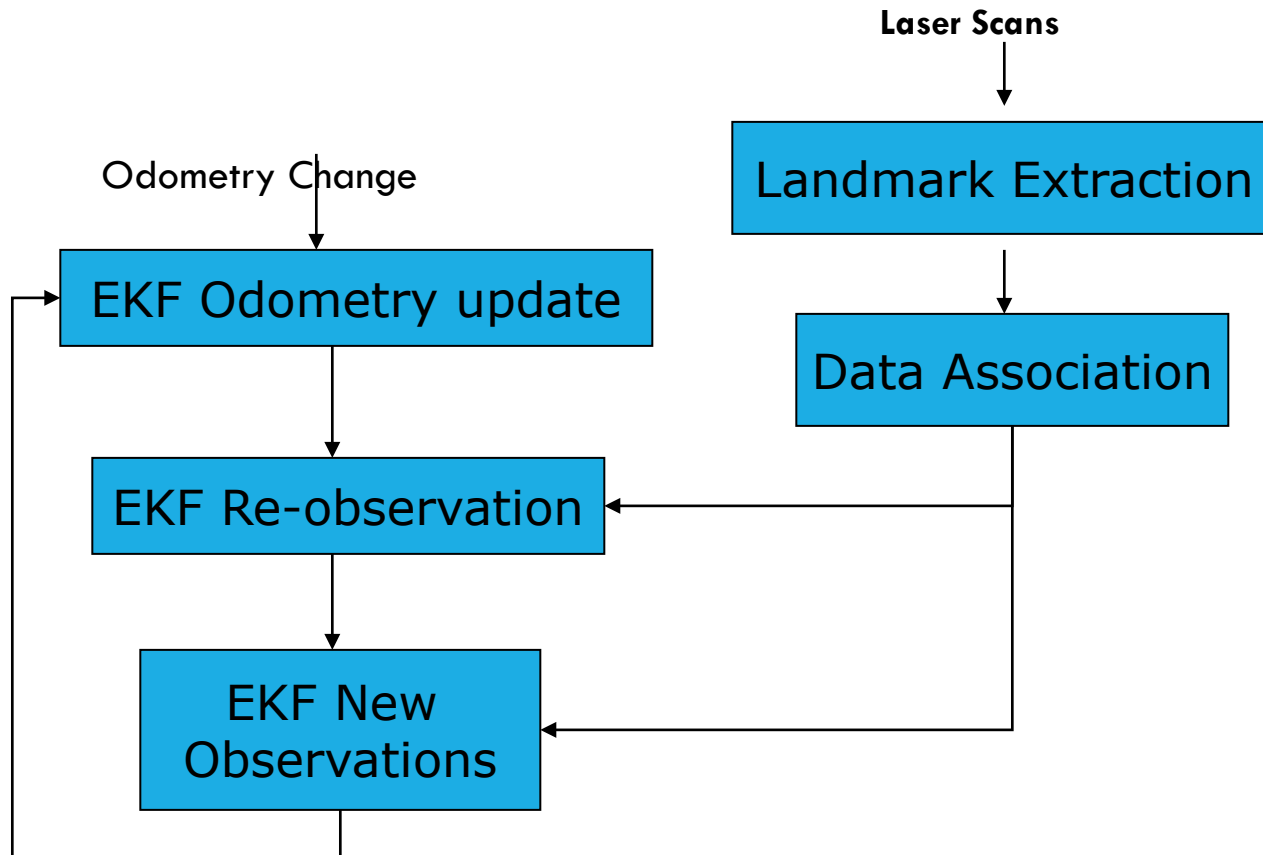 Laser Scans
Landmark Extraction
Odometry Change
EKF Odometry update
Data Association
EKF Re-observation
EKF New
Observations